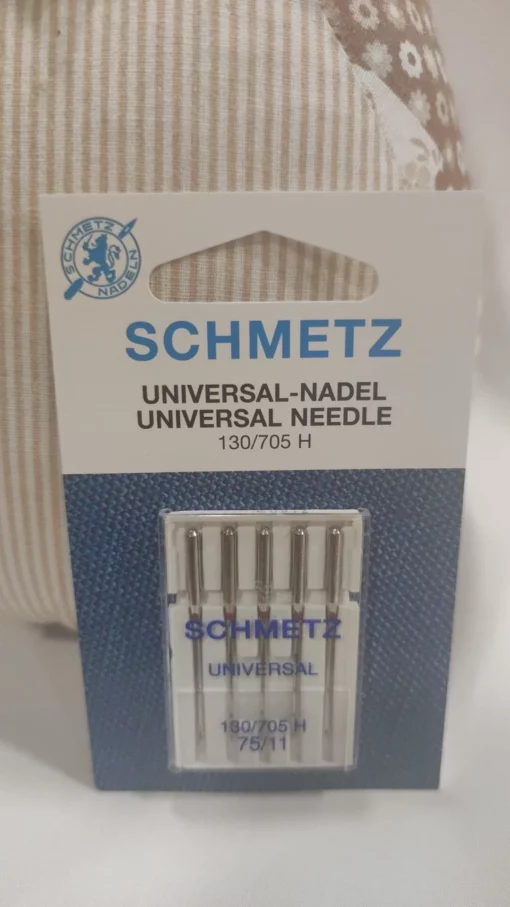 SCHMETZ
NADELN
SCHMETZ
UNIVERSAL-NADEL
UNIVERSAL NEEDLE
130/705 H
SCHMETZ
UNIVERSAL
130/705 H
75/11